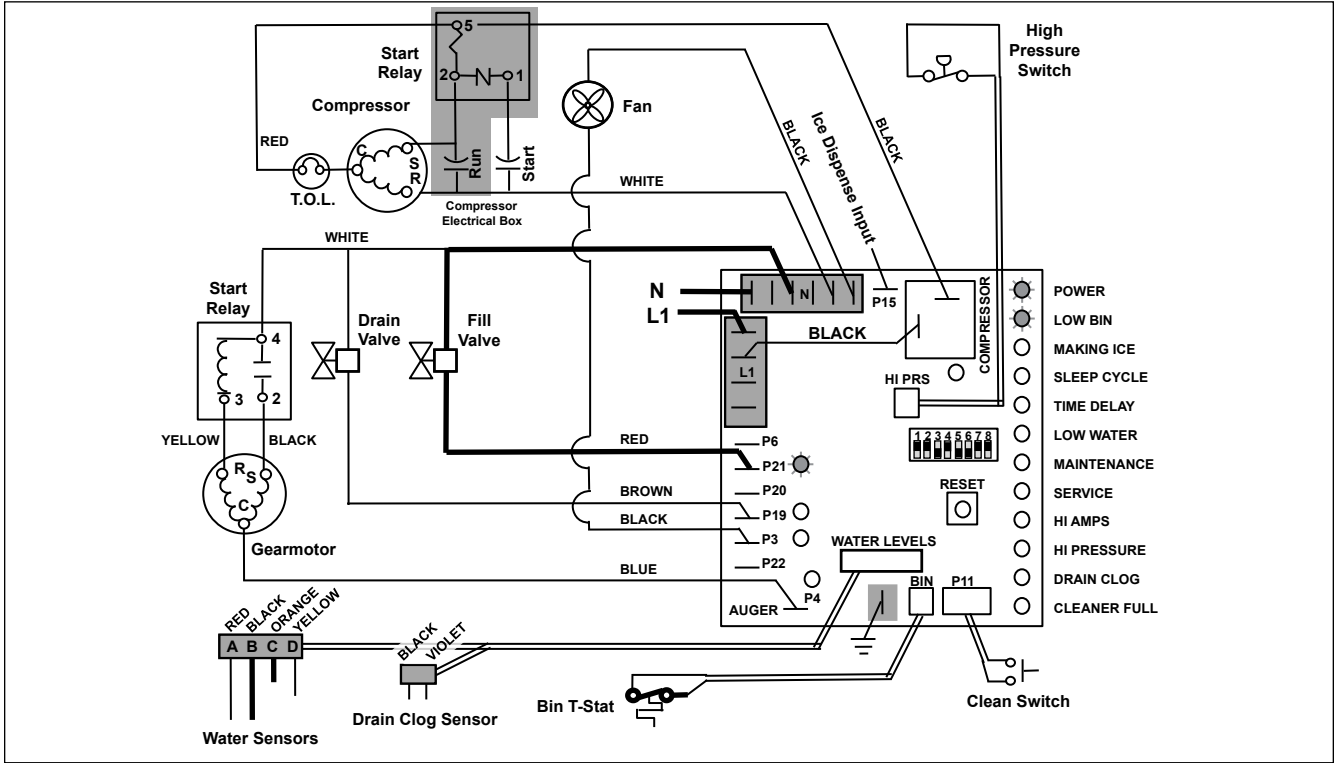 5
Start
Relay
2
N
1
Compressor
RED
C
S
R
T.O.L.
Run
Start
Compressor
Electrical Box
Fan
BLACK
Ice Dispense Input
BLACK
High
Pressure
Switch
WHITE
WHITE
Start
Relay
4
3
2
YELLOW
BLACK
R
S
C
Gearmotor
Drain
Valve
Fill
Valve
N
L1
N
P15
COMPRESSOR
BLACK
L1
HI PRS
P6
RED
P21
P20
BROWN
P19
BLACK
P3
P22
BLUE
P4
AUGER
1 2 3 4 5 6 7 8
RESET
WATER LEVELS
BIN
P11
POWER
LOW BIN
MAKING ICE
SLEEP CYCLE
TIME DELAY
LOW WATER
MAINTENANCE
SERVICE
HI AMPS
HI PRESSURE
DRAIN CLOG
CLEANER FULL
RED
BLACK
ORANGE
YELLOW
A B C D
Water Sensors
BLACK
VIOLET
Drain Clog Sensor
Bin T-Stat
Clean Switch